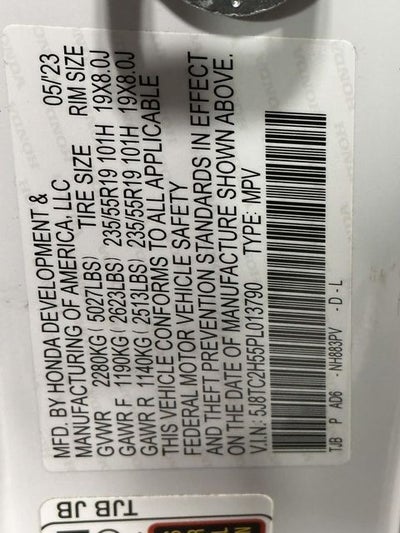 MFD. BY HONDA DEVELOPMENT & 05/'23
MANUFACTURING OF AMERICA, LLC
TIRE SIZE RIM SIZE
GVWR 2280KG ( 5027LBS)
GAWR F 1190KG ( 2623LBS) 235/55R19 101H 19X8.0J
GAWR R 1140KG ( 2513LBS) 235/55R19 101H 19X8.0J
THIS VEHICLE CONFORMS TO ALL APPLICABLE
FEDERAL MOTOR VEHICLE SAFETY
AND THEFT PREVENTION STANDARDS IN EFFECT
ON THE DATE OF MANUFACTURE SHOWN ABOVE.
V.I.N.: 5J8TC2H55PL013790 TYPE: MPV
TJB P AD6 -NH883PV - D - L
TJB JB